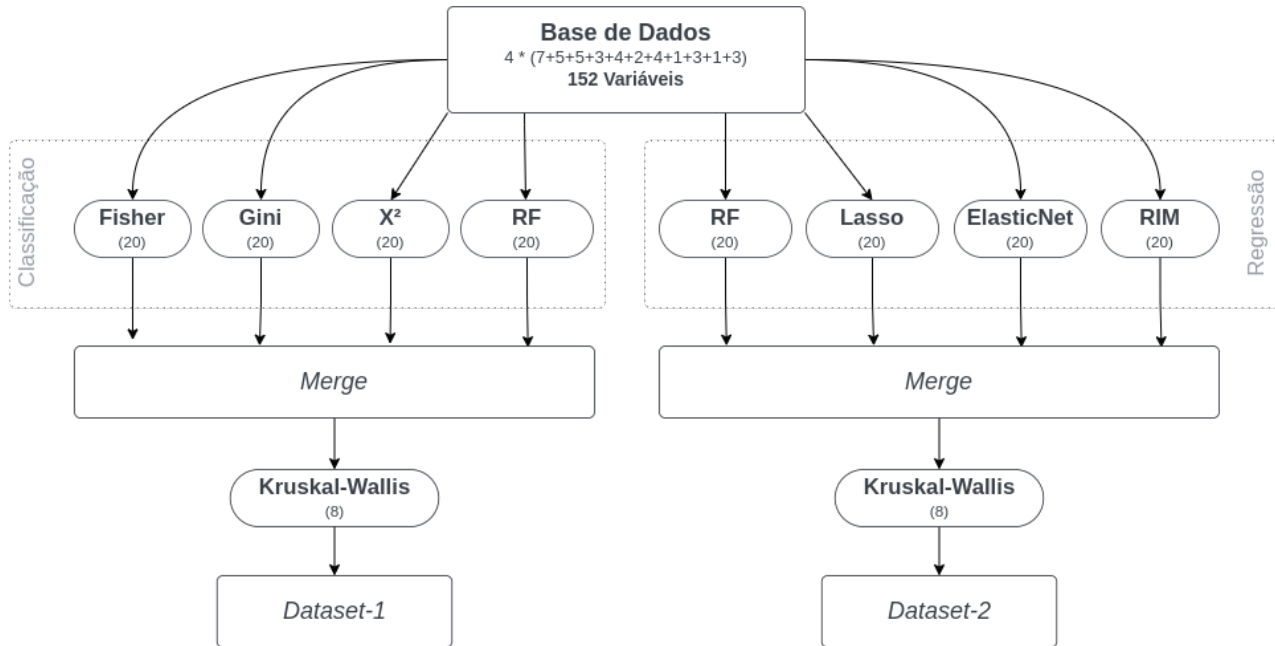 Base de Dados
4 * (7+5+5+3+4+2+4+1+3+1+3)
152 Variáveis
Classificação
Fisher
(20)
Gini
(20)
X²
(20)
RF
(20)
RF
(20)
Lasso
(20)
ElasticNet
(20)
RIM
(20)
Regressão
Merge
Merge
Kruskal-Wallis
(8)
Kruskal-Wallis
(8)
Dataset-1
Dataset-2